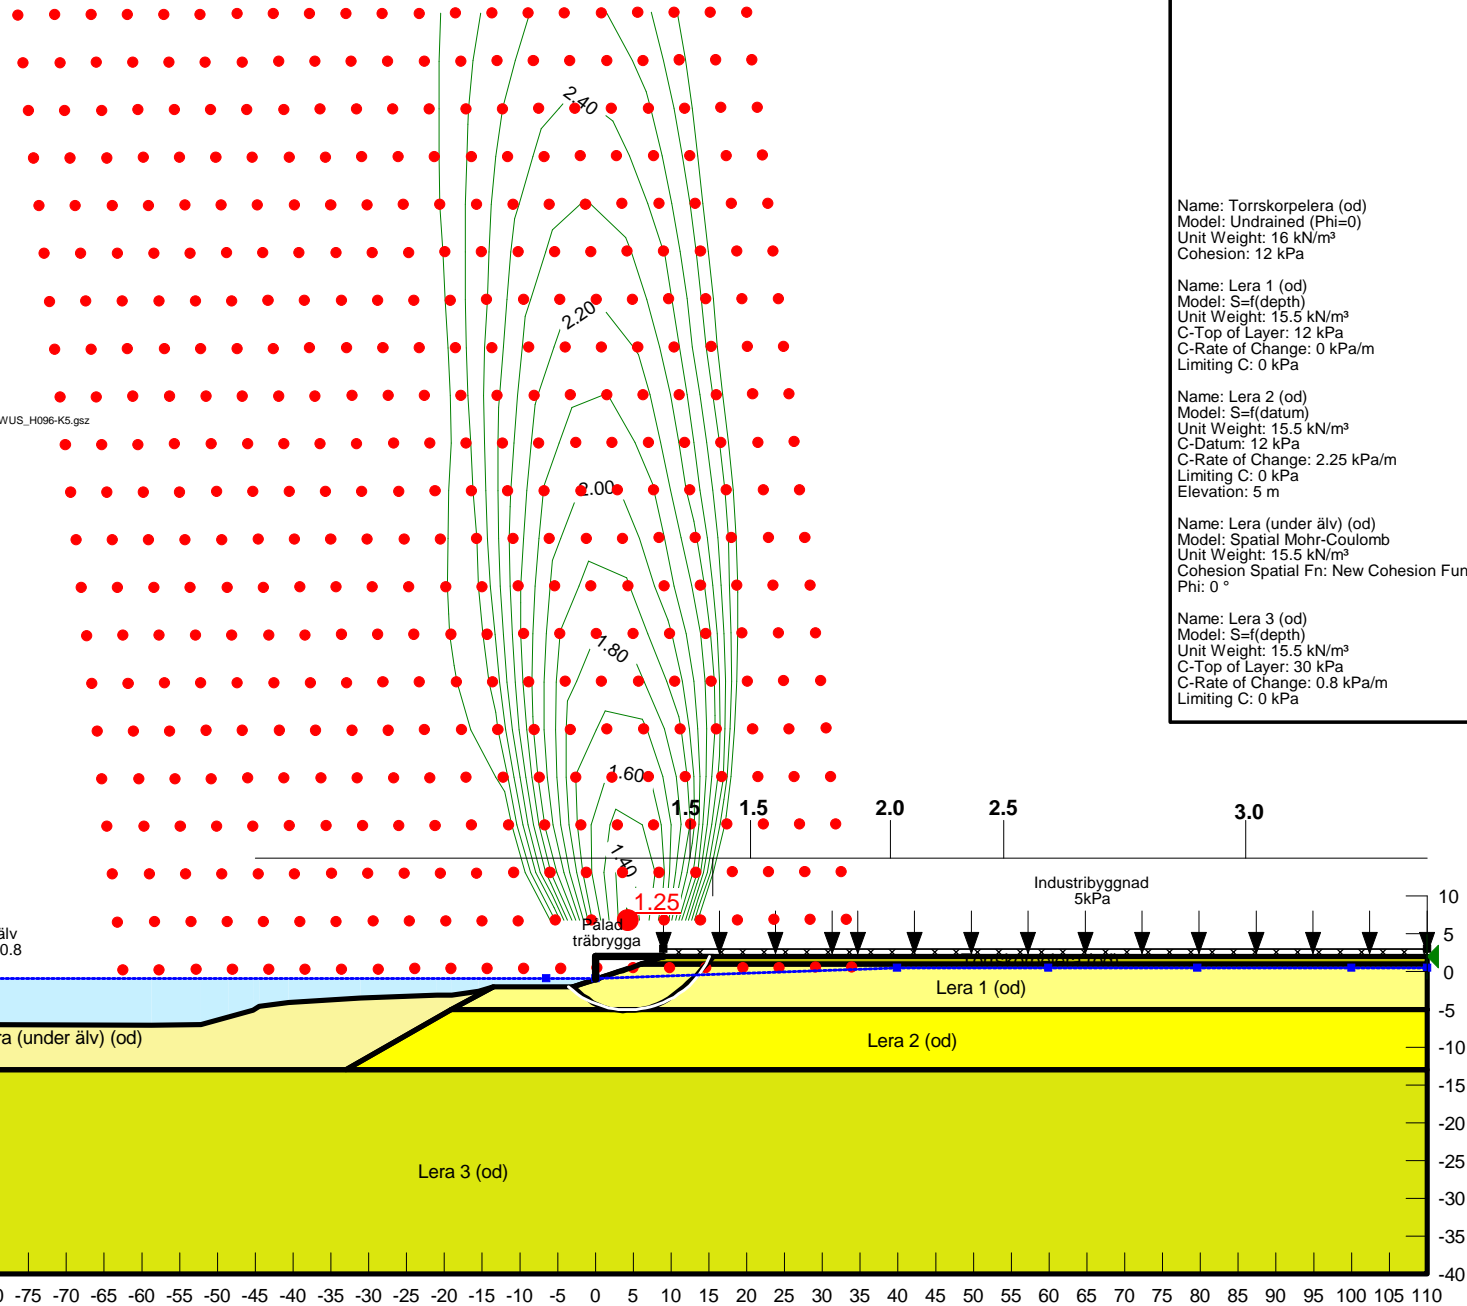 Name: Torrskorpelera (od)
Model: Undrained (Phi=0)
Unit Weight: 16 kN/m³
Cohesion: 12 kPa
Name: Lera 1 (od)
Model: S=f(depth)
Unit Weight: 15.5 kN/m³
C-Top of Layer: 12 kPa
C-Rate of Change: 0 kPa/m
Limiting C: 0 kPa
Name: Lera 2 (od)
Model: S=f(datum)
Unit Weight: 15.5 kN/m³
C-Datum: 12 kPa
C-Rate of Change: 2.25 kPa/m
Limiting C: 0 kPa
Elevation: 5 m
Name: Lera (under älv) (od)
Model: Spatial Mohr-Coulomb
Unit Weight: 15.5 kN/m³
Cohesion Spatial Fn: New Cohesion Fun
Phi: 0 °
Name: Lera 3 (od)
Model: S=f(depth)
Unit Weight: 15.5 kN/m³
C-Top of Layer: 30 kPa
C-Rate of Change: 0.8 kPa/m
Limiting C: 0 kPa
2.40
2.20
WUS_H096-K5.gsz
2.00
1.80
1.60
1.40
1.5 1.5 2.0 2.5 3.0
1.25
Industribyggnad
5kPa
Pålad
träbrygga
älv
0.8
Lera 1 (od)
Lera 2 (od)
a (under älv) (od)
Lera 3 (od)
10
5
0
-5
-10
-15
-20
-25
-30
-35
-40
0 -75 -70 -65 -60 -55 -50 -45 -40 -35 -30 -25 -20 -15 -10 -5 0 5 10 15 20 25 30 35 40 45 50 55 60 65 70 75 80 85 90 95 100 105 110